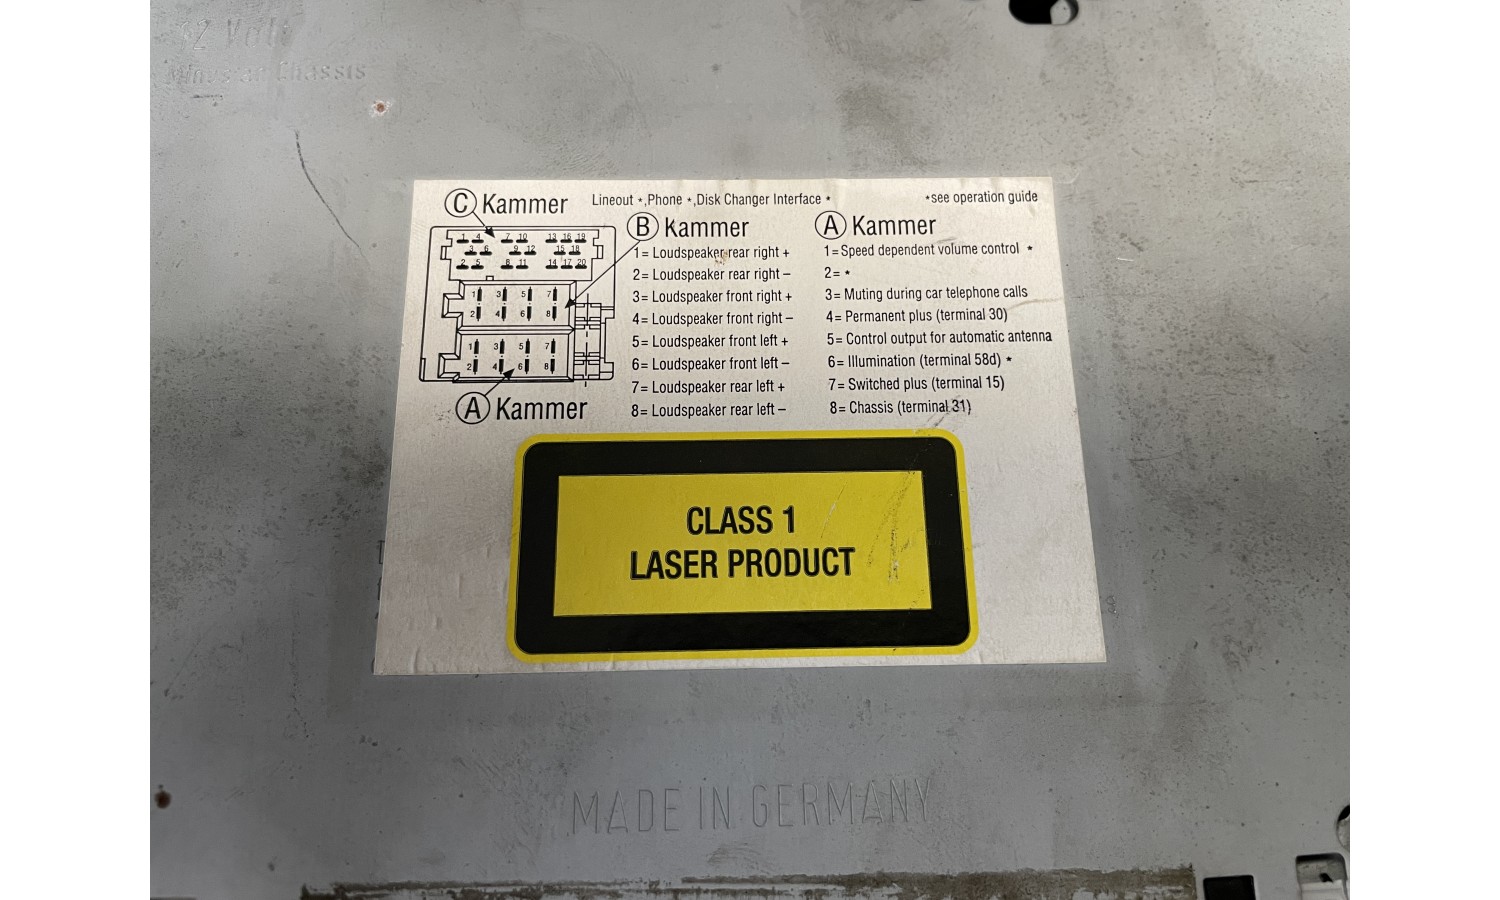 12 Volt
Minus an Chassis
C Kammer
Lineout *,Phone *,Disk Changer Interface *
*see operation guide
1 4 7 10 13 16 19
3 6 9 12 15 18
2 5 8 11 14 17 20
1 3 5 7
2 4 6 8
1 3 5 7
2 4 6 8
A Kammer
B Kammer
1= Loudspeaker rear right +
2= Loudspeaker rear right –
3= Loudspeaker front right +
4= Loudspeaker front right –
5= Loudspeaker front left +
6= Loudspeaker front left –
7= Loudspeaker rear left +
8= Loudspeaker rear left –
A Kammer
1=Speed dependent volume control *
2= *
3= Muting during car telephone calls
4= Permanent plus (terminal 30)
5= Control output for automatic antenna
6= Illumination (terminal 58d) *
7= Switched plus (terminal 15)
8= Chassis (terminal 31)
CLASS 1
LASER PRODUCT
MADE IN GERMANY